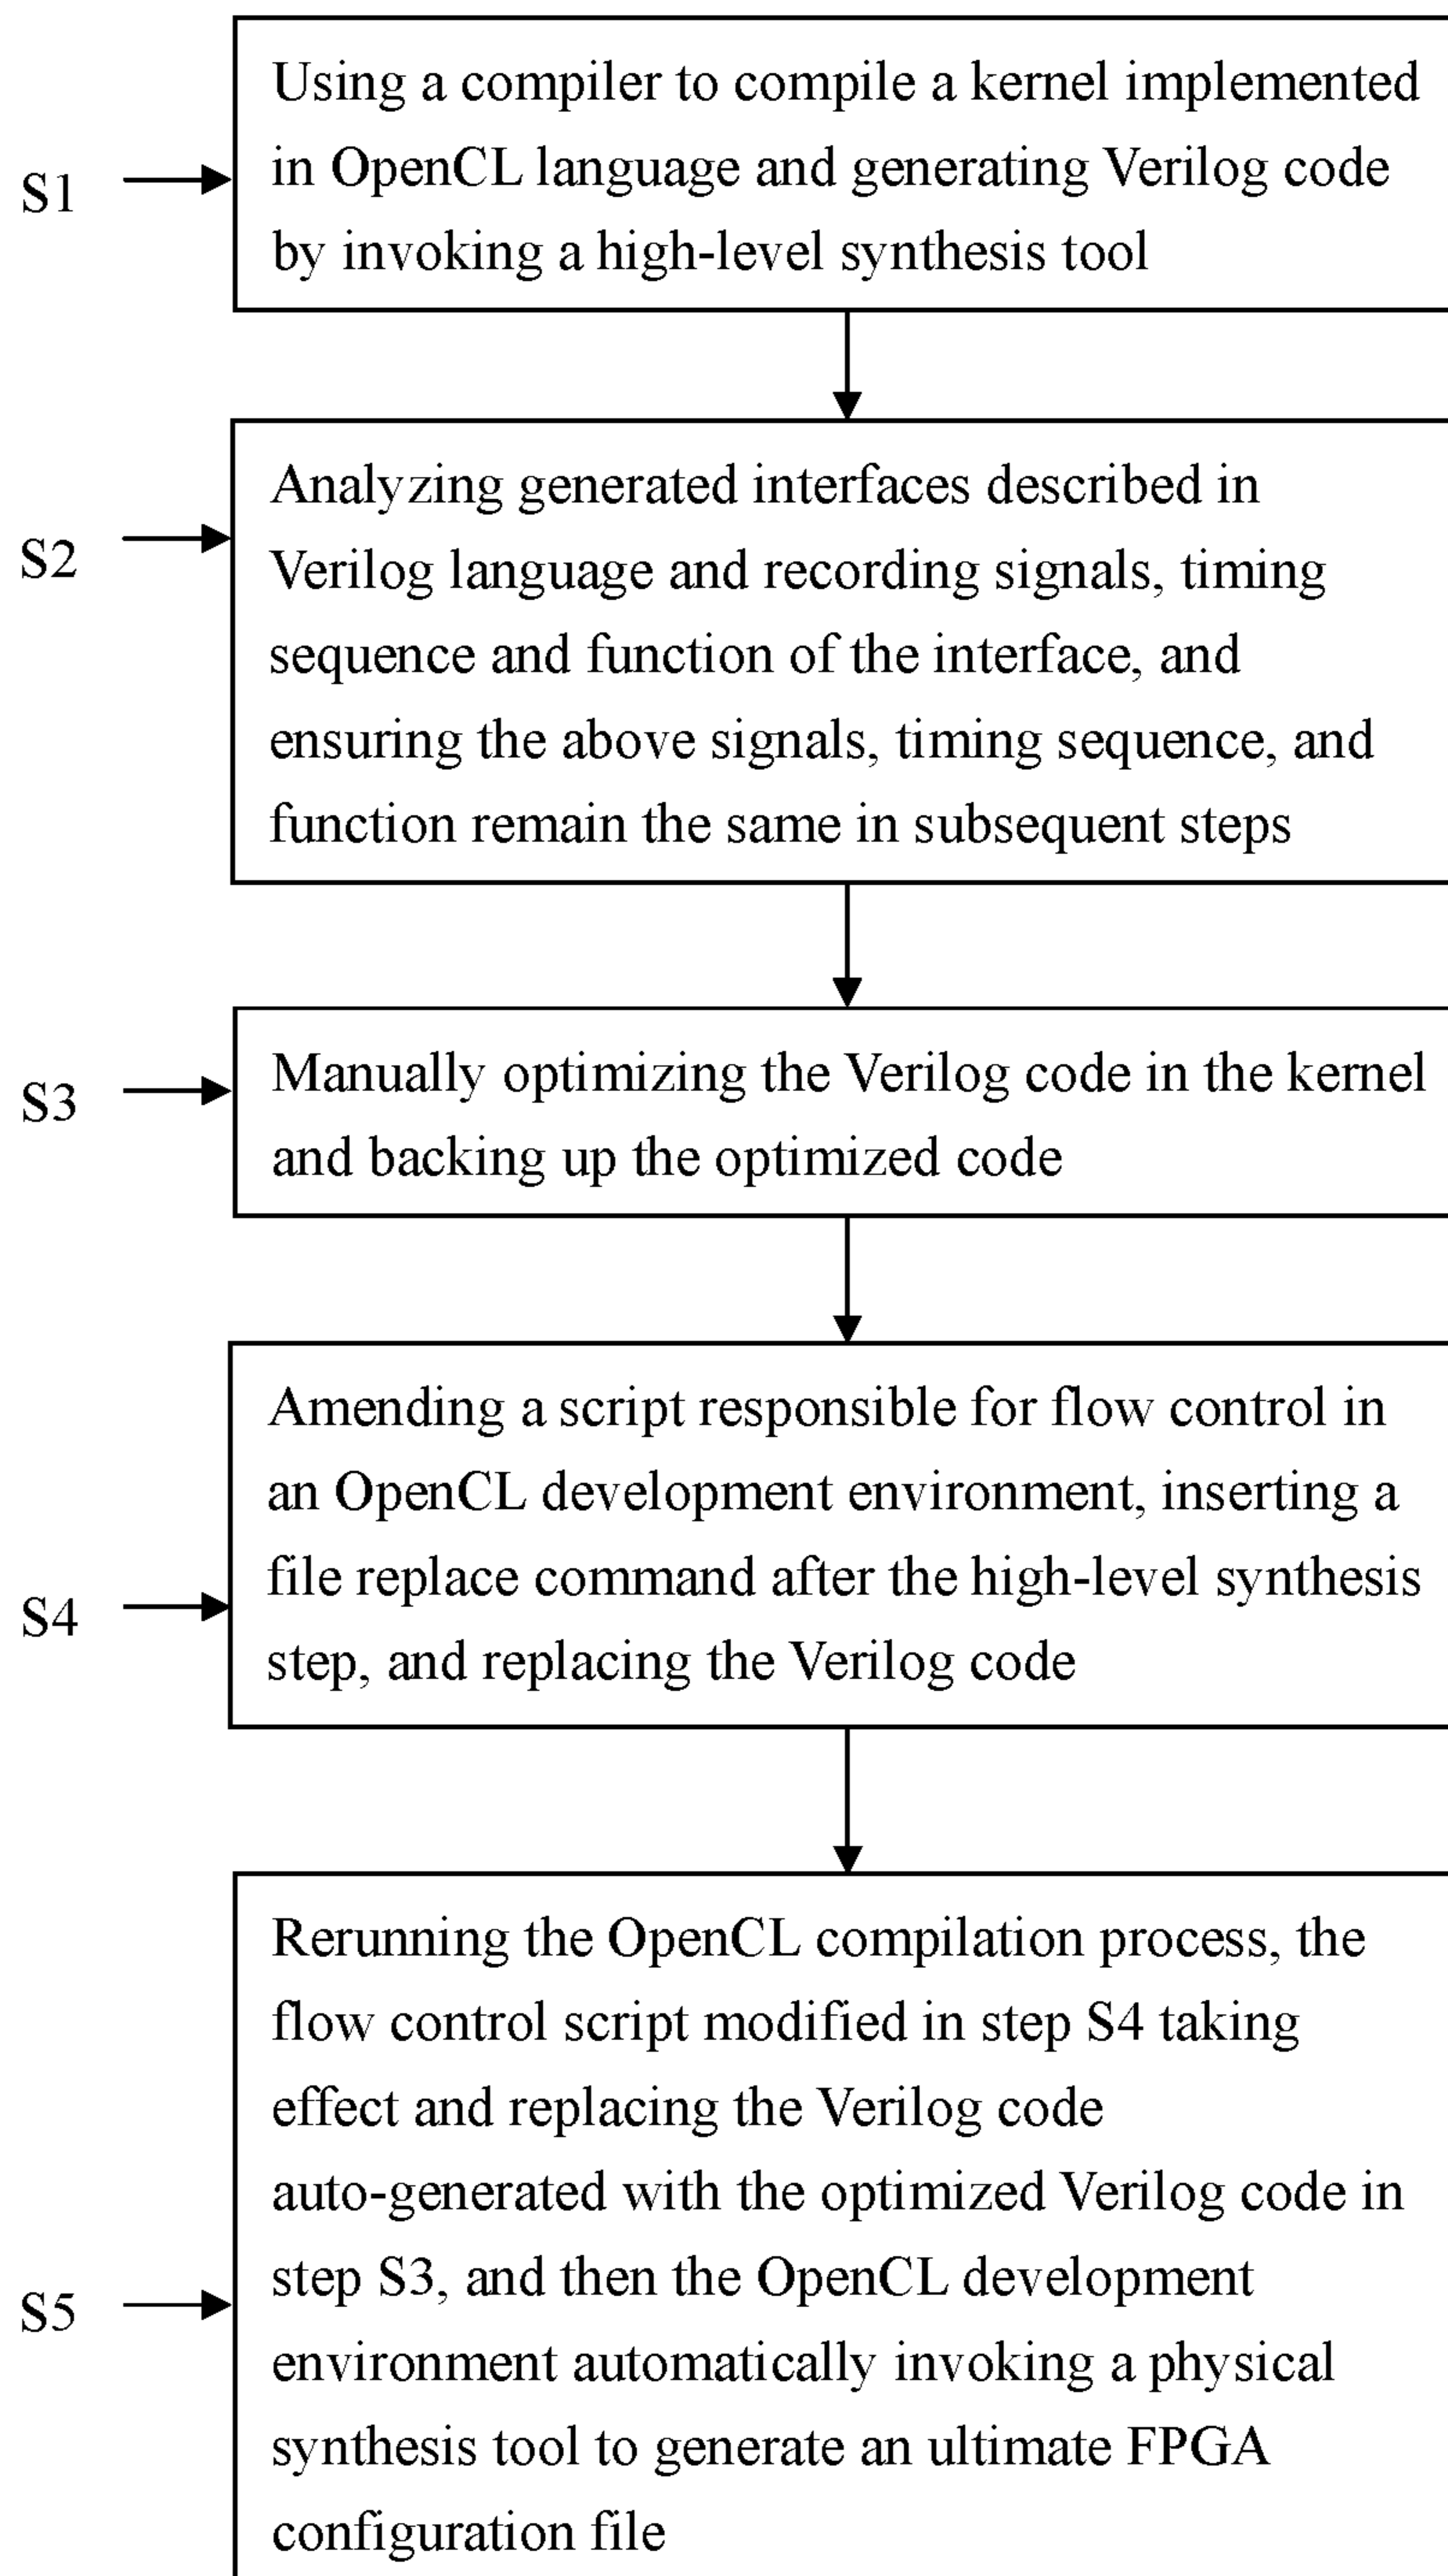 S1
Using a compiler to compile a kernel implemented
in OpenCL language and generating Verilog code
by invoking a high-level synthesis tool
S2
Analyzing generated interfaces described in
Verilog language and recording signals, timing
sequence and function of the interface, and
ensuring the above signals, timing sequence, and
function remain the same in subsequent steps
S3
Manually optimizing the Verilog code in the kernel
and backing up the optimized code
S4
Amending a script responsible for flow control in
an OpenCL development environment, inserting a
file replace command after the high-level synthesis
step, and replacing the Verilog code
S5
Rerunning the OpenCL compilation process, the
flow control script modified in step S4 taking
effect and replacing the Verilog code
auto-generated with the optimized Verilog code in
step S3, and then the OpenCL development
environment automatically invoking a physical
synthesis tool to generate an ultimate FPGA
configuration file